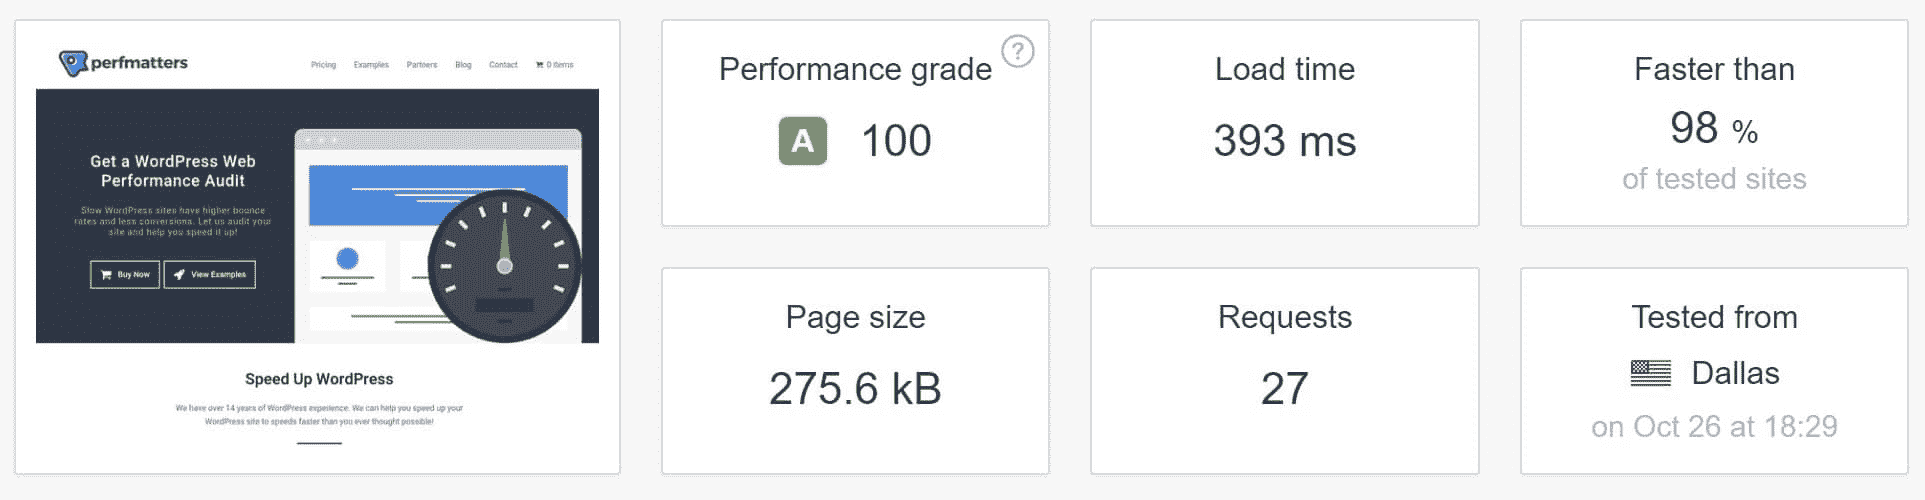 perfmatters
Pricing Examples Partners Blog Contact 0 items
Get a WordPress Web
Performance Audit
Slow WordPress sites have higher bounce
rates and less conversions. Let us audit your
site and help you speed it up!
Buy Now View Examples
Speed Up WordPress
We have over 14 years of WordPress experience. We can help you speed up your
WordPress site to speeds faster than you ever thought possible!
Performance grade ?
A 100
Load time
393 ms
Faster than
98 %
of tested sites
Page size
275.6 kB
Requests
27
Tested from
Dallas
on Oct 26 at 18:29